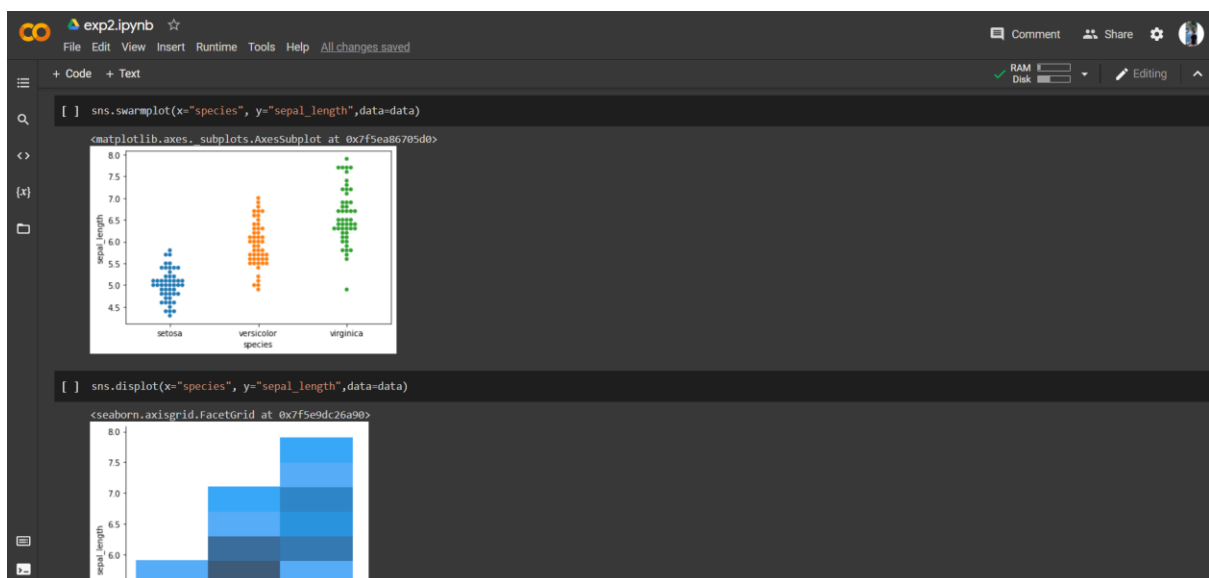 exp2.ipynb
File Edit View Insert Runtime Tools Help All changes saved
Comment
Share
+ Code + Text
RAM
Disk
Editing
[ ] sns.swarmplot(x="species", y="sepal_length",data=data)
<matplotlib.axes._subplots.AxesSubplot at 0x7f5ea86705d0>
8.0
7.5
7.0
6.5
6.0
5.5
5.0
4.5
sepal_length
setosa versicolor virginica
species
[ ] sns.displot(x="species", y="sepal_length",data=data)
<seaborn.axisgrid.FacetGrid at 0x7f5e9dc26a90>
8.0
7.5
7.0
6.5
6.0
sepal_length
{x}